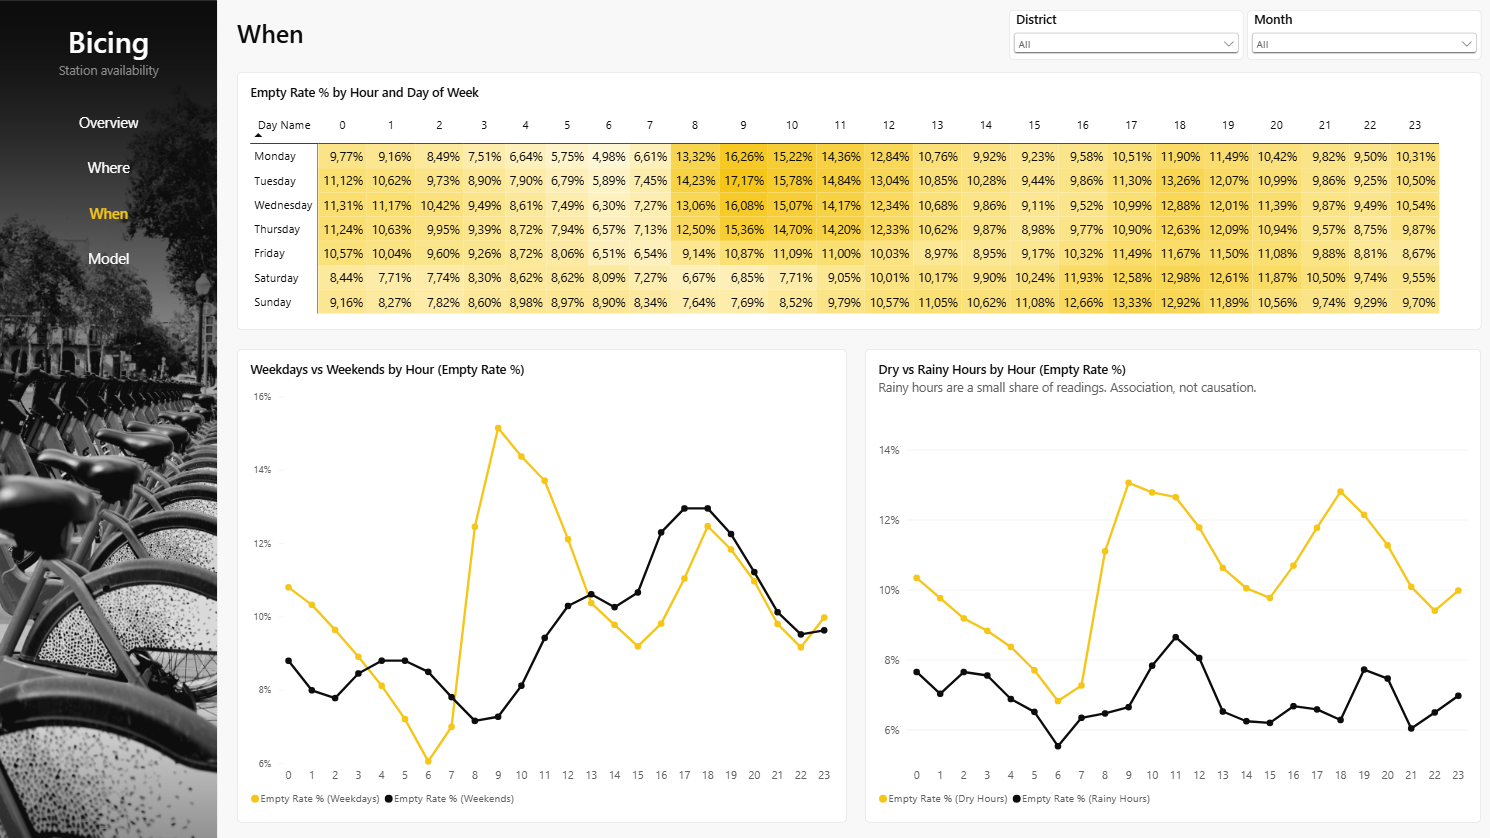 Bicing
Station availability
Overview
Where
When
Model
When
District
All
Month
All
Empty Rate % by Hour and Day of Week
Day Name 0 1 2 3 4 5 6 7 8 9 10 11 12 13 14 15 16 17 18 19 20 21 22 23
Monday 9,77% 9,16% 8,49% 7,51% 6,64% 5,75% 4,98% 6,61% 13,32% 16,26% 15,22% 14,36% 12,84% 10,76% 9,92% 9,23% 9,58% 10,51% 11,90% 11,49% 10,42% 9,82% 9,50% 10,31%
Tuesday 11,12% 10,62% 9,73% 8,90% 7,90% 6,79% 5,89% 7,45% 14,23% 17,17% 15,78% 14,84% 13,04% 10,85% 10,28% 9,44% 9,86% 11,30% 13,26% 12,07% 10,99% 9,86% 9,25% 10,50%
Wednesday 11,31% 11,17% 10,42% 9,49% 8,61% 7,49% 6,30% 7,27% 13,06% 16,08% 15,07% 14,17% 12,34% 10,68% 9,86% 9,11% 9,52% 10,99% 12,88% 12,01% 11,39% 9,87% 9,49% 10,54%
Thursday 11,24% 10,63% 9,95% 9,39% 8,72% 7,94% 6,57% 7,13% 12,50% 15,36% 14,70% 14,20% 12,33% 10,62% 9,87% 8,98% 9,77% 10,90% 12,63% 12,09% 10,94% 9,57% 8,75% 9,87%
Friday 10,57% 10,04% 9,60% 9,26% 8,72% 8,06% 6,51% 6,54% 9,14% 10,87% 11,09% 11,00% 10,03% 8,97% 8,95% 9,17% 10,32% 11,49% 11,67% 11,50% 11,08% 9,88% 8,81% 8,67%
Saturday 8,44% 7,71% 7,74% 8,30% 8,62% 8,62% 8,09% 7,27% 6,67% 6,85% 7,71% 9,05% 10,01% 10,17% 9,90% 10,24% 11,93% 12,58% 12,98% 12,61% 11,87% 10,50% 9,74% 9,55%
Sunday 9,16% 8,27% 7,82% 8,60% 8,98% 8,97% 8,90% 8,34% 7,64% 7,69% 8,52% 9,79% 10,57% 11,05% 10,62% 11,08% 12,66% 13,33% 12,92% 11,89% 10,56% 9,74% 9,29% 9,70%
Weekdays vs Weekends by Hour (Empty Rate %)
16%
14%
12%
10%
8%
6%
0 1 2 3 4 5 6 7 8 9 10 11 12 13 14 15 16 17 18 19 20 21 22 23
Empty Rate % (Weekdays) Empty Rate % (Weekends)
Dry vs Rainy Hours by Hour (Empty Rate %)
Rainy hours are a small share of readings. Association, not causation.
14%
12%
10%
8%
6%
0 1 2 3 4 5 6 7 8 9 10 11 12 13 14 15 16 17 18 19 20 21 22 23
Empty Rate % (Dry Hours) Empty Rate % (Rainy Hours)